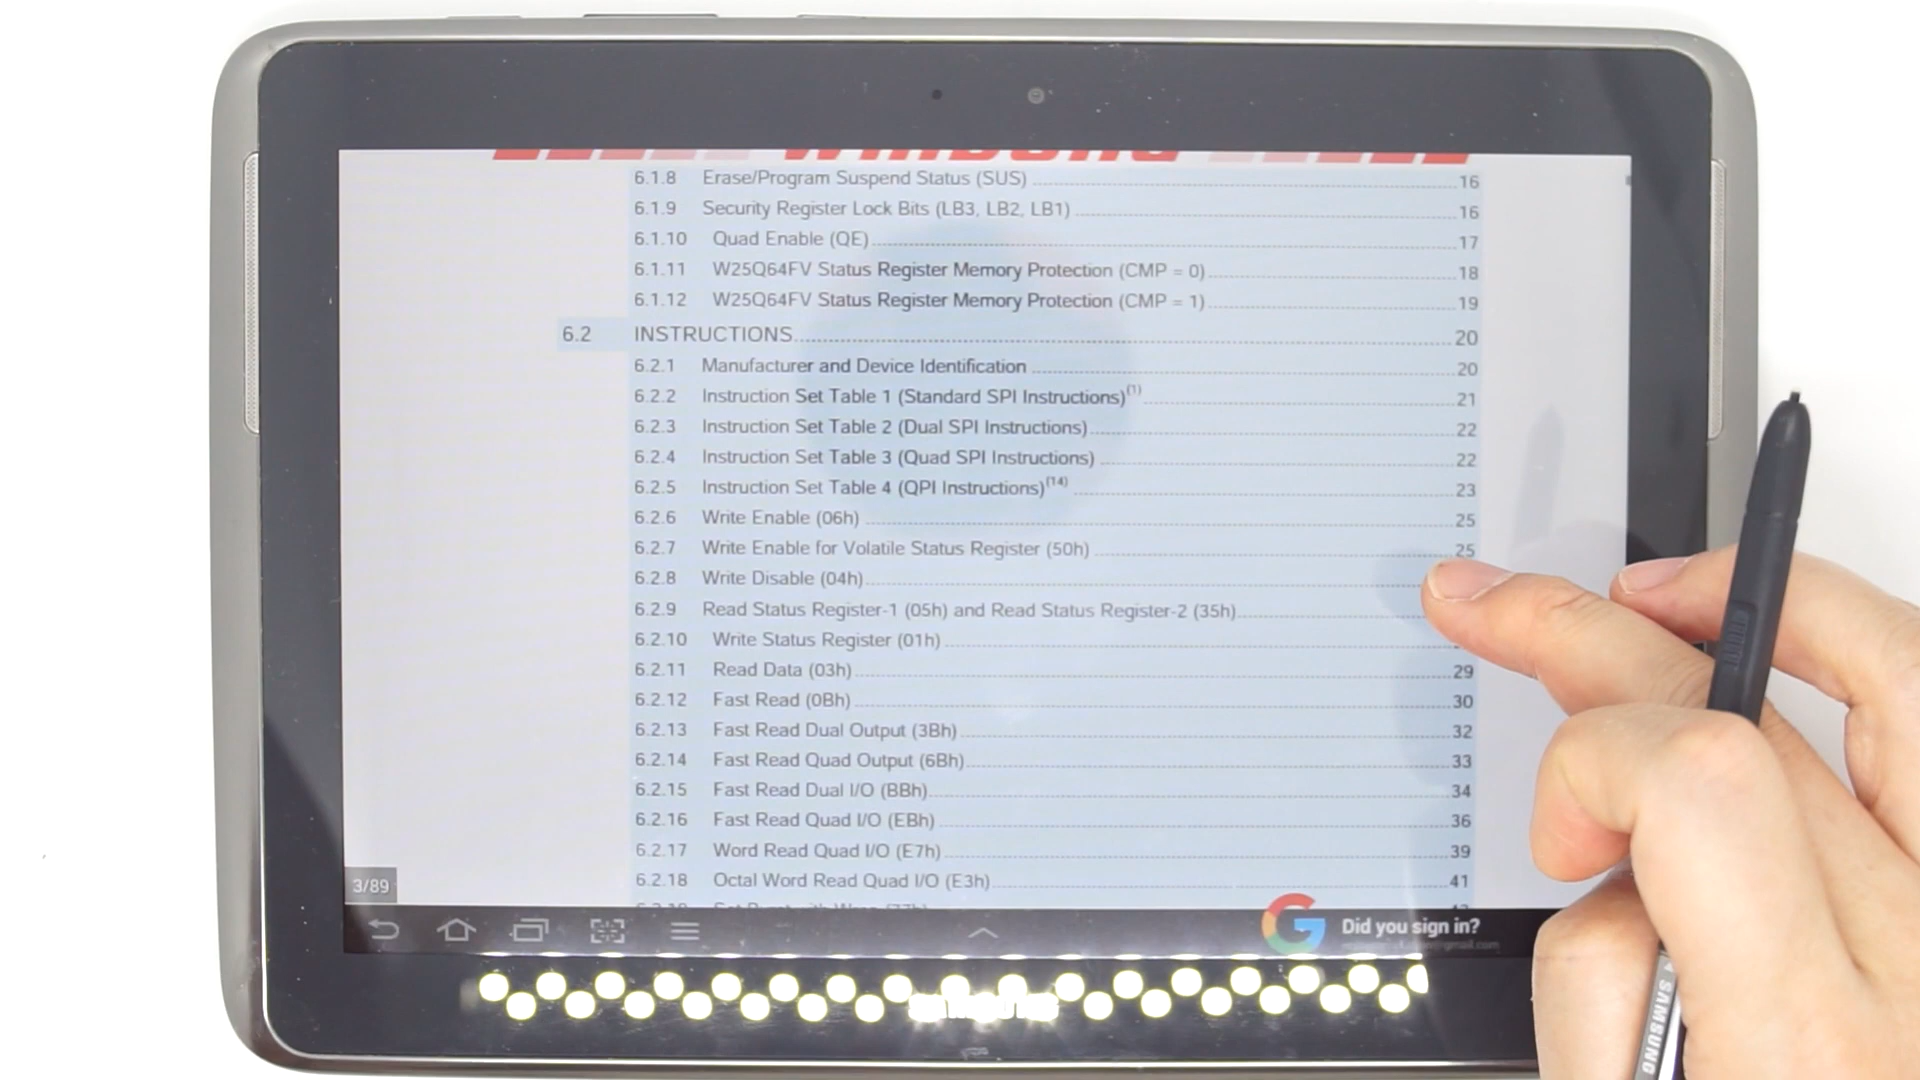 winbond
6.1.8 Erase/Program Suspend Status (SUS) 16
6.1.9 Security Register Lock Bits (LB3, LB2, LB1) 16
6.1.10 Quad Enable (QE) 17
6.1.11 W25Q64FV Status Register Memory Protection (CMP = 0) 18
6.1.12 W25Q64FV Status Register Memory Protection (CMP = 1) 19
6.2 INSTRUCTIONS 20
6.2.1 Manufacturer and Device Identification 20
6.2.2 Instruction Set Table 1 (Standard SPI Instructions)(1) 21
6.2.3 Instruction Set Table 2 (Dual SPI Instructions) 22
6.2.4 Instruction Set Table 3 (Quad SPI Instructions) 22
6.2.5 Instruction Set Table 4 (QPI Instructions)(14) 23
6.2.6 Write Enable (06h) 25
6.2.7 Write Enable for Volatile Status Register (50h) 25
6.2.8 Write Disable (04h)
6.2.9 Read Status Register-1 (05h) and Read Status Register-2 (35h)
6.2.10 Write Status Register (01h)
6.2.11 Read Data (03h) 29
6.2.12 Fast Read (0Bh) 30
6.2.13 Fast Read Dual Output (3Bh) 32
6.2.14 Fast Read Quad Output (6Bh) 33
6.2.15 Fast Read Dual I/O (BBh) 34
6.2.16 Fast Read Quad I/O (EBh) 36
6.2.17 Word Read Quad I/O (E7h) 39
6.2.18 Octal Word Read Quad I/O (E3h) 41
3/89
Did you sign in?
SAMSUNG